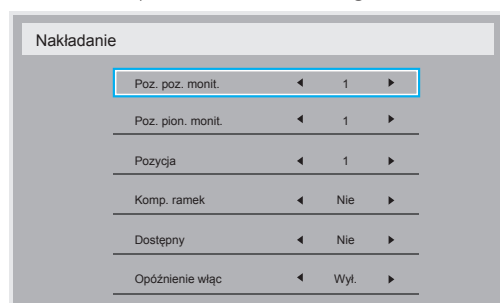 Nakładanie
Poz. poz. monit. 1
Poz. pion. monit. 1
Pozycja 1
Komp. ramek Nie
Dostępny Nie
Opóźnienie włąc Wył.